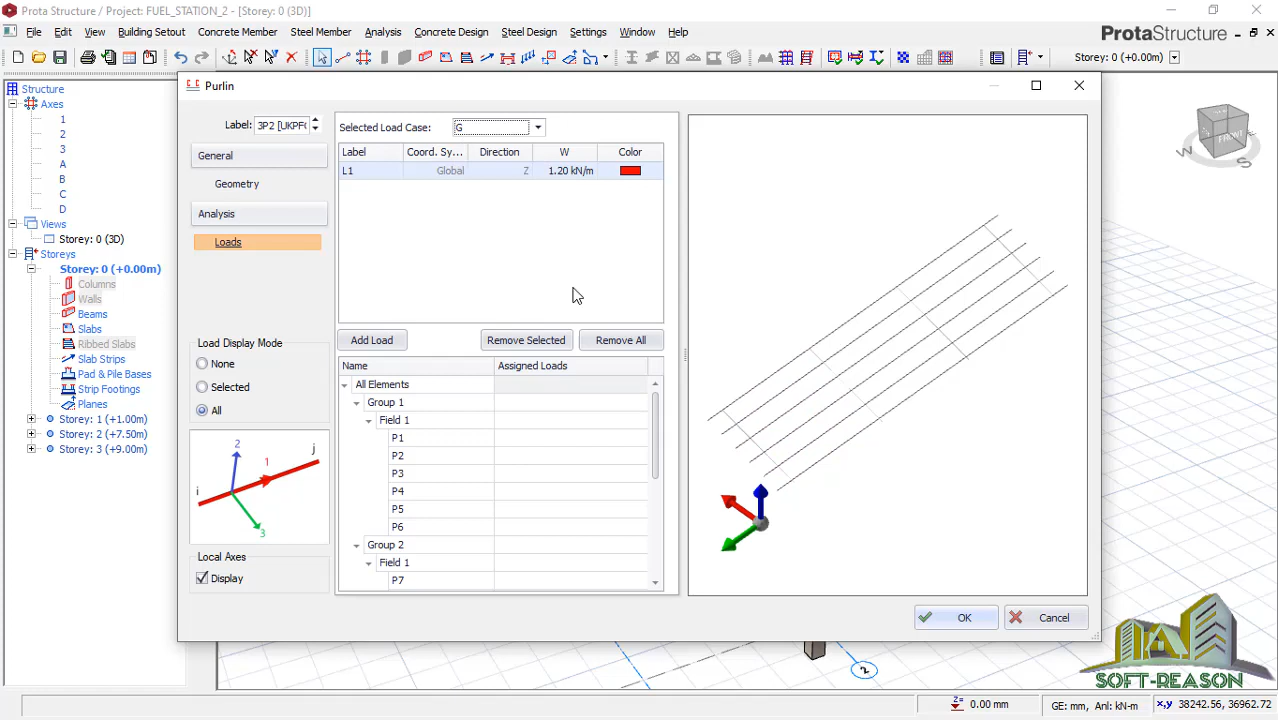 Prota Structure / Project: FUEL_STATION_2 - [Storey: 0 (3D)]
File Edit View Building Setout Concrete Member Steel Member Analysis Concrete Design Steel Design Settings Window Help
ProtaStructure
Storey: 0 (+0.00m)
Structure
Axes
1
2
3
A
B
C
D
Views
Storey: 0 (3D)
Storeys
Storey: 0 (+0.00m)
Columns
Walls
Beams
Slabs
Ribbed Slabs
Slab Strips
Pad & Pile Bases
Strip Footings
Planes
Storey: 1 (+1.00m)
Storey: 2 (+7.50m)
Storey: 3 (+9.00m)
Purlin
Label: 3P2 [UKPF(
General
Geometry
Analysis
Loads
Load Display Mode
None
Selected
All
1
2
3
i
j
Local Axes
Display
Selected Load Case: G
Label Coord. Sy... Direction W Color
L1 Global Z 1.20 kN/m
Add Load Remove Selected Remove All
Name Assigned Loads
All Elements
Group 1
Field 1
P1
P2
P3
P4
P5
P6
Group 2
Field 1
P7
OK Cancel
FRONT
W
S
2
SOFT-REASON
Z= 0.00 mm GE: mm, Anl: kN-m x,y 38242.56, 36962.72